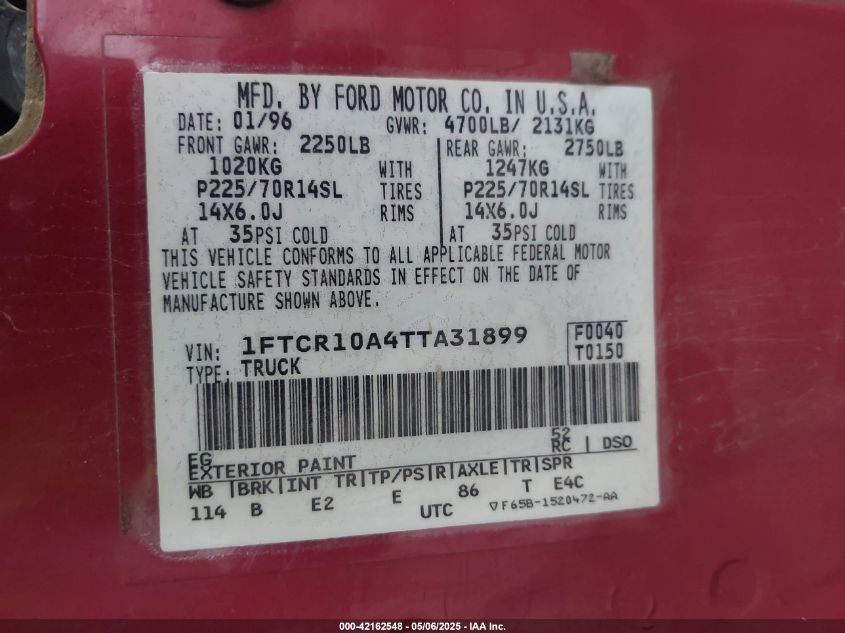 MFD. BY FORD MOTOR CO. IN U.S.A.
DATE: 01/96 GVWR: 4700LB/ 2131KG
FRONT GAWR: 2250LB REAR GAWR: 2750LB
1020KG WITH 1247KG WITH
P225/70R14SL TIRES P225/70R14SL TIRES
14X6.0J RIMS 14X6.0J RIMS
AT 35PSI COLD AT 35PSI COLD
THIS VEHICLE CONFORMS TO ALL APPLICABLE FEDERAL MOTOR
VEHICLE SAFETY STANDARDS IN EFFECT ON THE DATE OF
MANUFACTURE SHOWN ABOVE.
VIN: 1FTCR10A4TTA31899 F0040
TYPE: TRUCK T0150
EG 52
EXTERIOR PAINT RC | DSO
WB |BRK|INT TR|TP/PS|R|AXLE|TR|SPR
114 B E2 E 86 T E4C
UTC ▽F65B-1520472-AA
000-42162548 - 05/06/2025 - IAA Inc.